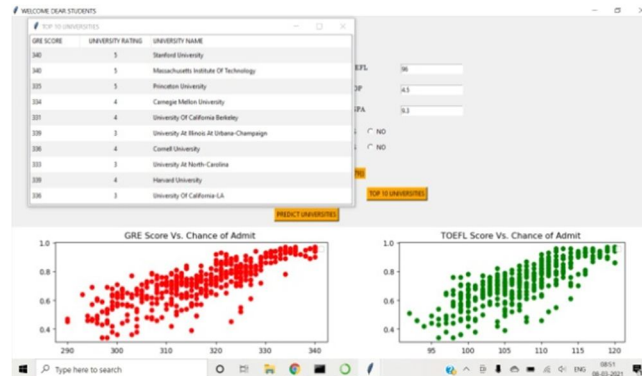 WELCOME DEAR STUDENTS
TOP 10 UNIVERSITIES
GRE SCORE UNIVERSITY RATING UNIVERSITY NAME
340 5 Stanford University
340 5 Massachusetts Institute Of Technology
335 5 Princeton University
334 4 Carnegie Mellon University
331 4 University Of California Berkeley
339 3 University At Illinois At Urbana-Champaign
336 4 Cornell University
333 3 University At North-Carolina
339 4 Harvard University
336 3 University Of California-LA
EFL 96
OP 4.5
GPA 9.3
NO
NO
TOP 10 UNIVERSITIES
PREDICT UNIVERSITIES
GRE Score Vs. Chance of Admit
1.0
0.8
0.6
0.4
290 300 310 320 330 340
TOEFL Score Vs. Chance of Admit
1.0
0.8
0.6
0.4
95 100 105 110 115 120
Type here to search
ENG